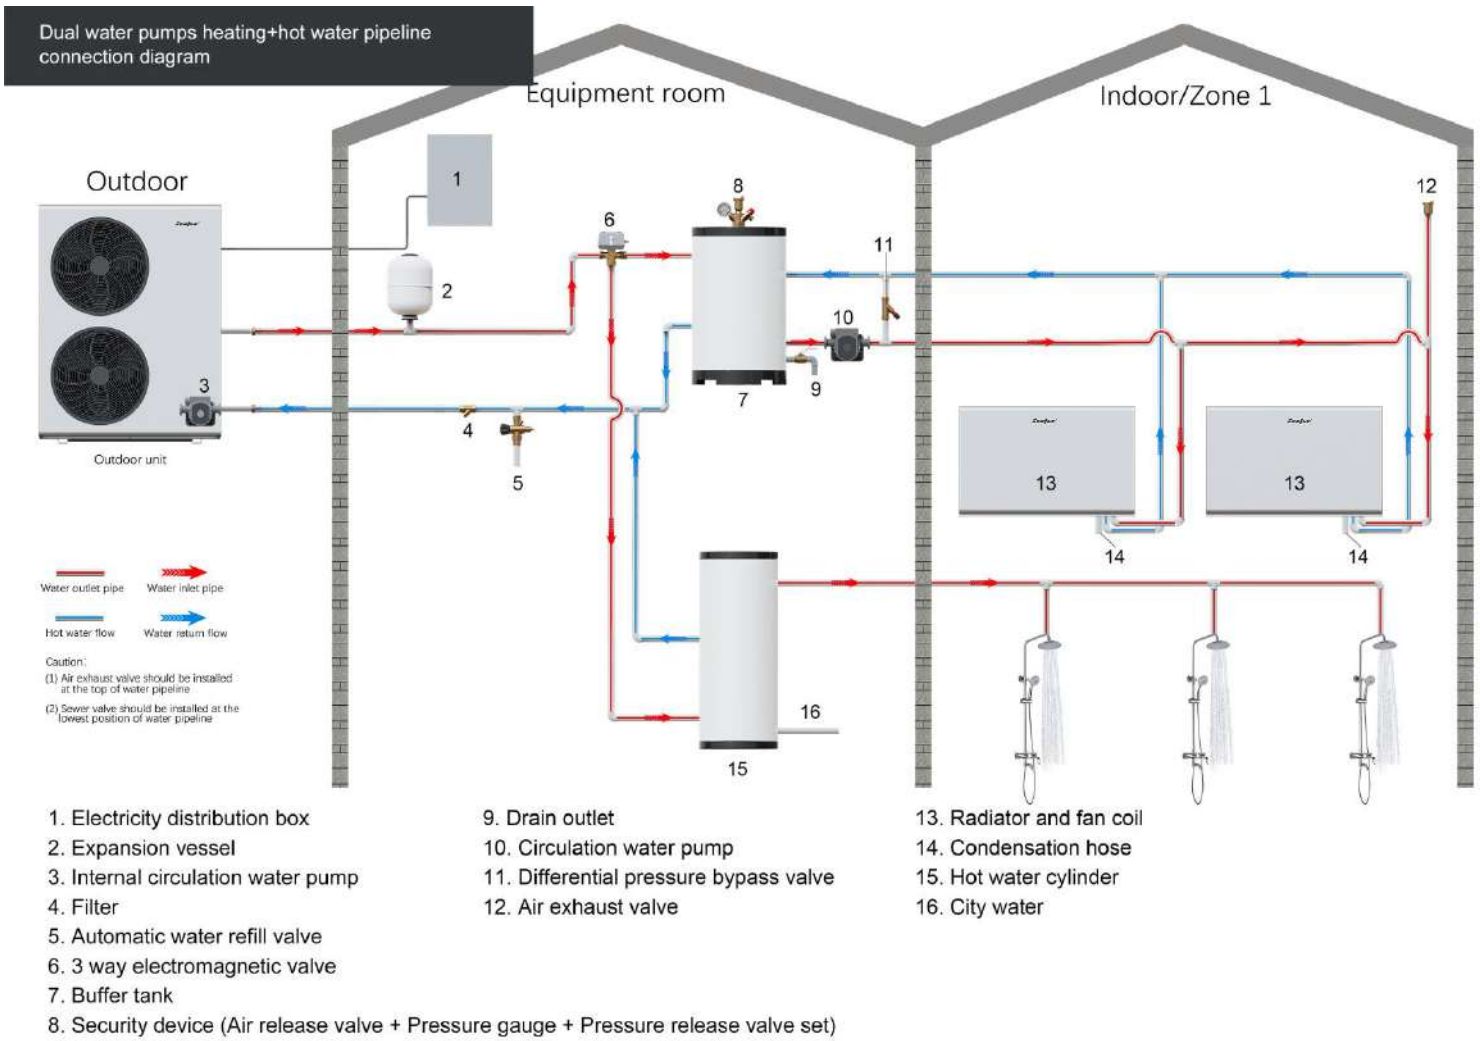 Dual water pumps heating+hot water pipeline
connection diagram
Equipment room
Indoor/Zone 1
Outdoor
1
2
3
4
5
6
7
8
9
10
11
12
13
13
14
14
15
16
Outdoor unit
Water outlet pipe
Water inlet pipe
Hot water flow
Water return flow
Caution:
(1) Air exhaust valve should be installed
at the top of water pipeline
(2) Sewer valve should be installed at the
lowest position of water pipeline
1. Electricity distribution box
2. Expansion vessel
3. Internal circulation water pump
4. Filter
5. Automatic water refill valve
6. 3 way electromagnetic valve
7. Buffer tank
8. Security device (Air release valve + Pressure gauge + Pressure release valve set)
9. Drain outlet
10. Circulation water pump
11. Differential pressure bypass valve
12. Air exhaust valve
13. Radiator and fan coil
14. Condensation hose
15. Hot water cylinder
16. City water